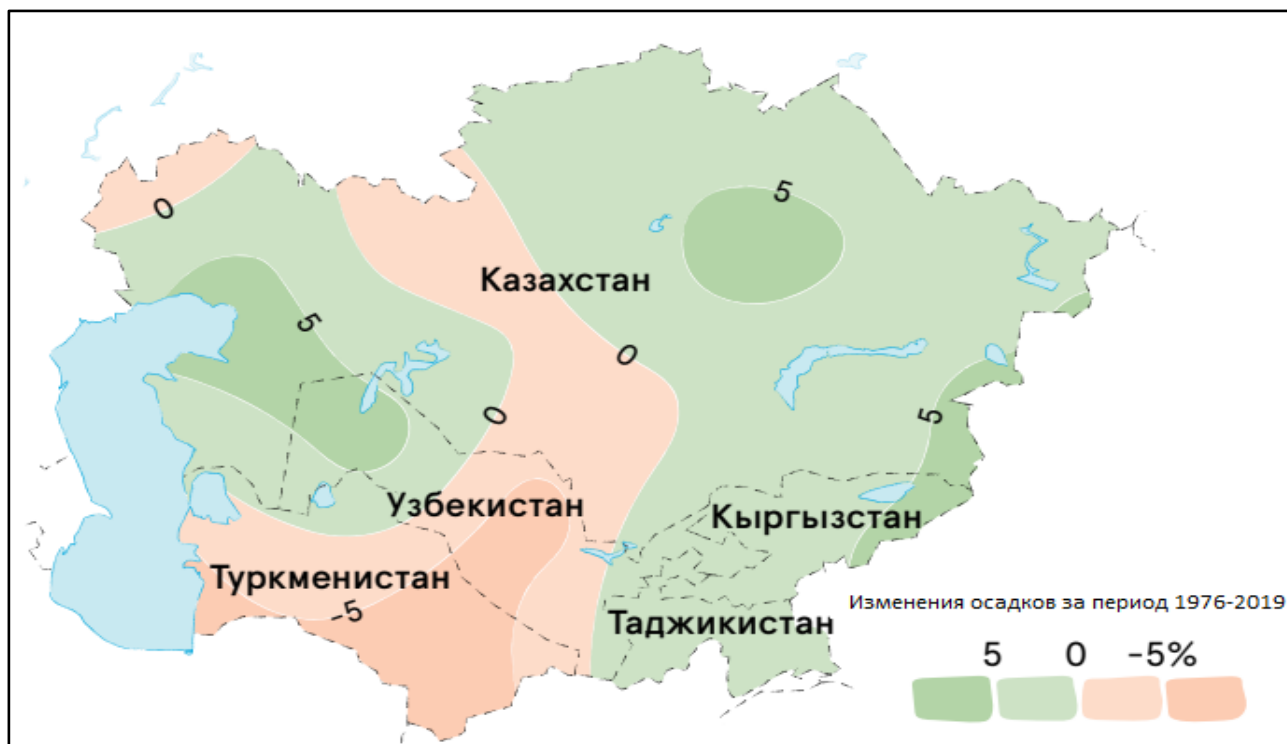 0
5
Казахстан
5
0
0
5
Узбекистан
Кыргызстан
Туркменистан
-5
Таджикистан
Изменения осадков за период 1976-2019
5 0 -5%